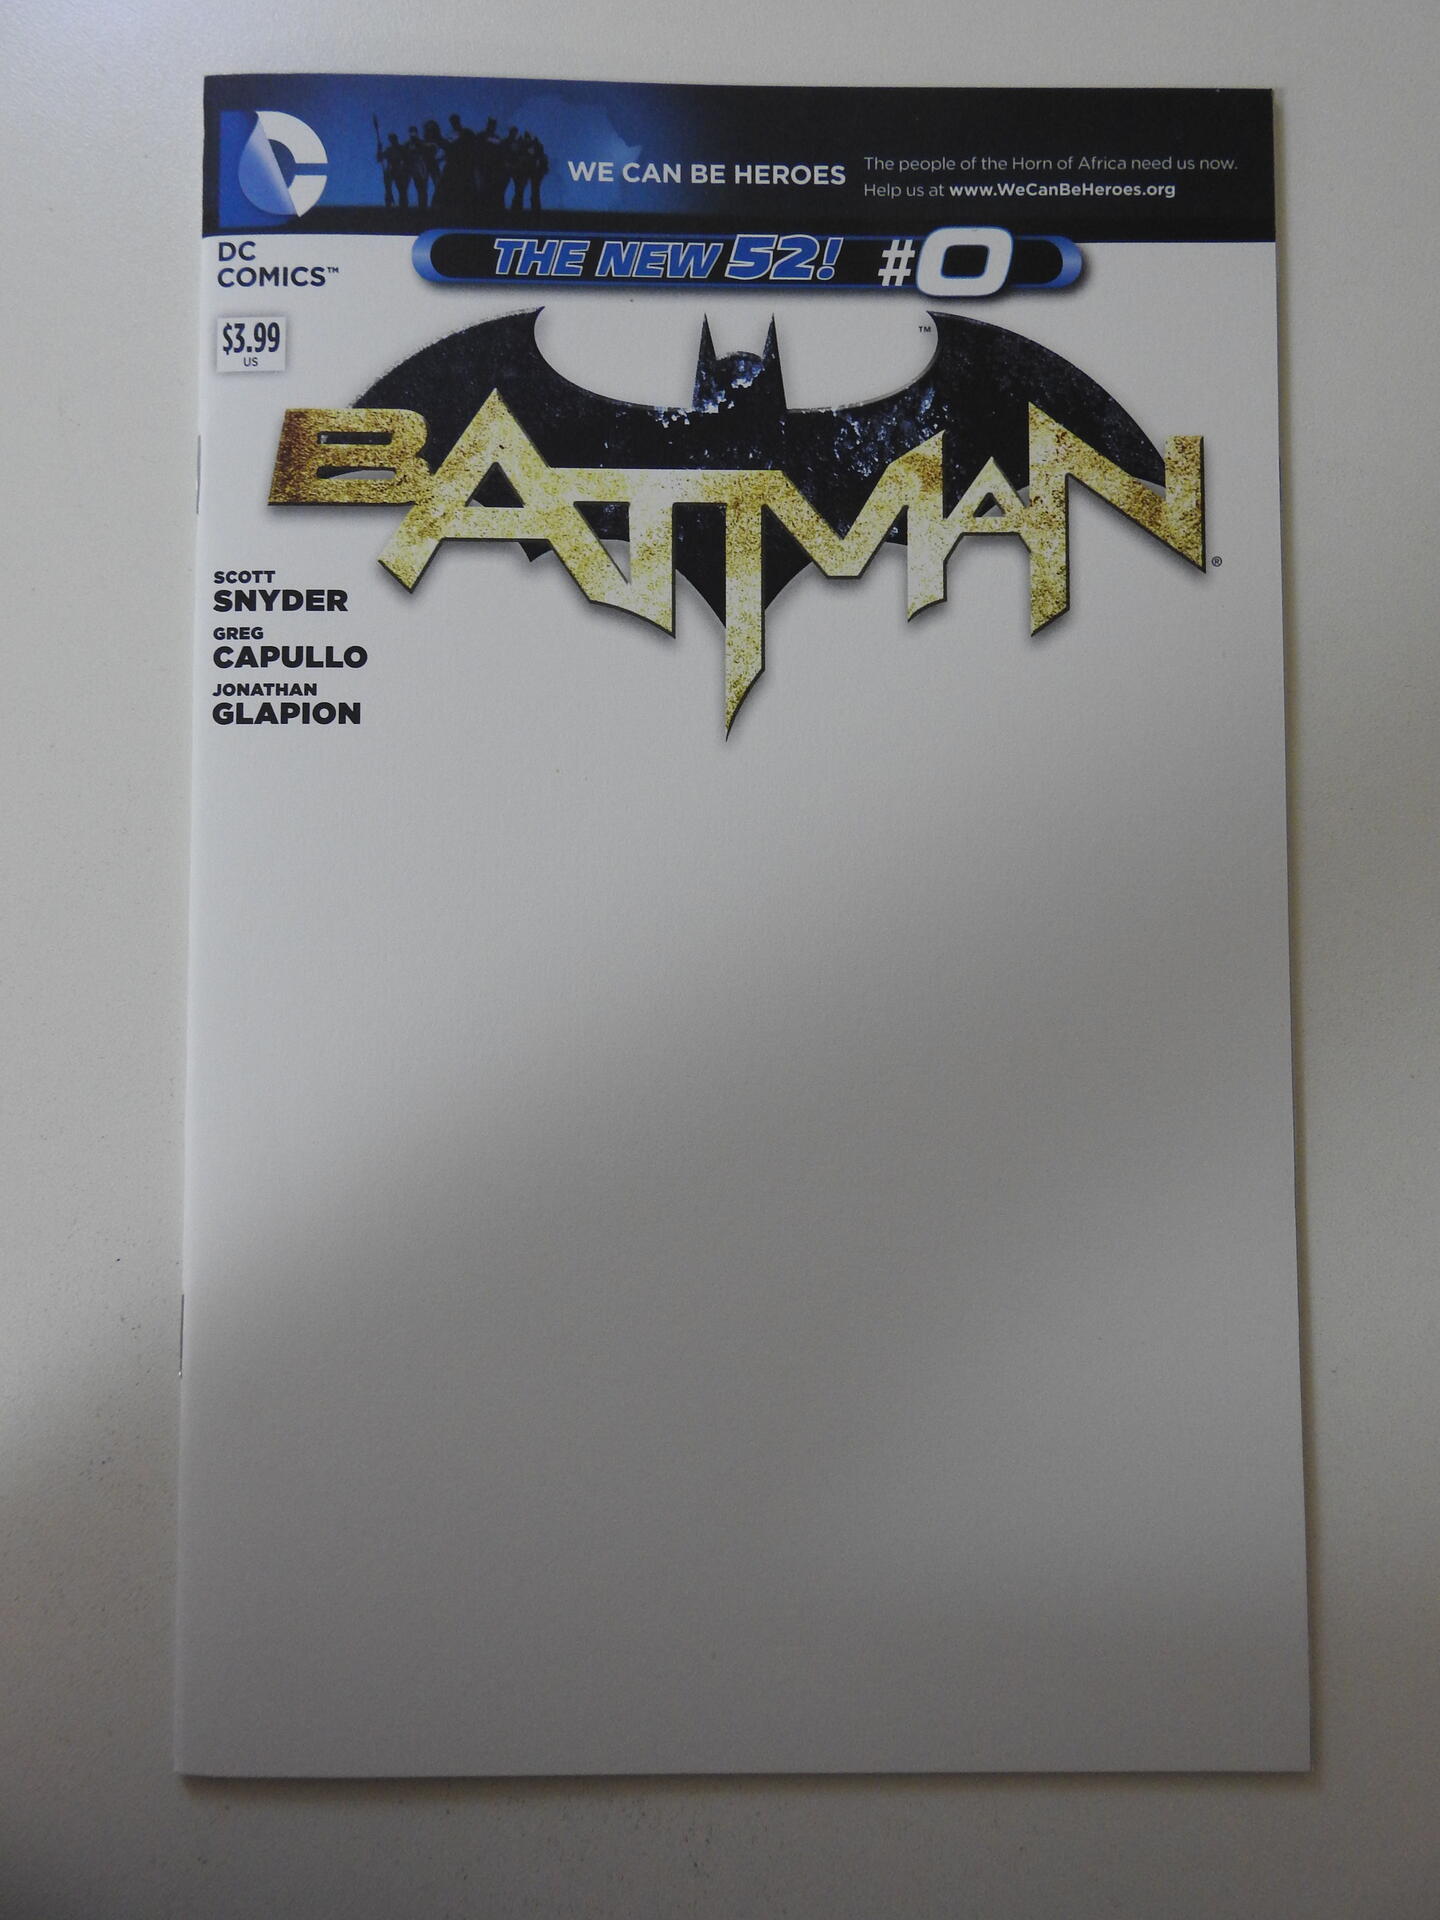 WE CAN BE HEROES
The people of the Horn of Africa need us now.
Help us at www.WeCanBeHeroes.org
DC
COMICS™
THE NEW 52! #0
$3.99
US
™
BATMAN®
SCOTT
SNYDER
GREG
CAPULLO
JONATHAN
GLAPION